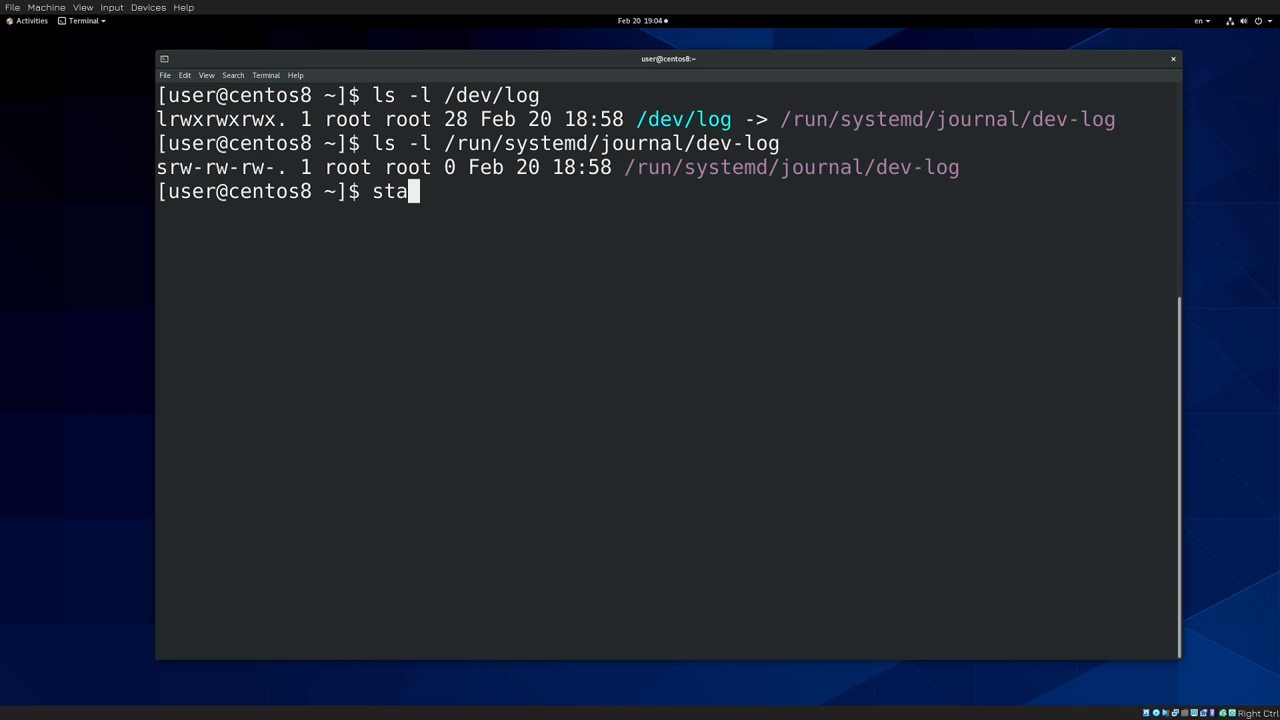 File Machine View Input Devices Help
Activities Terminal Feb 20 19:04 en
user@centos8:~
File Edit View Search Terminal Help
[user@centos8 ~]$ ls -l /dev/log
lrwxrwxrwx. 1 root root 28 Feb 20 18:58 /dev/log -> /run/systemd/journal/dev-log
[user@centos8 ~]$ ls -l /run/systemd/journal/dev-log
srw-rw-rw-. 1 root root 0 Feb 20 18:58 /run/systemd/journal/dev-log
[user@centos8 ~]$ sta
Right Ctrl